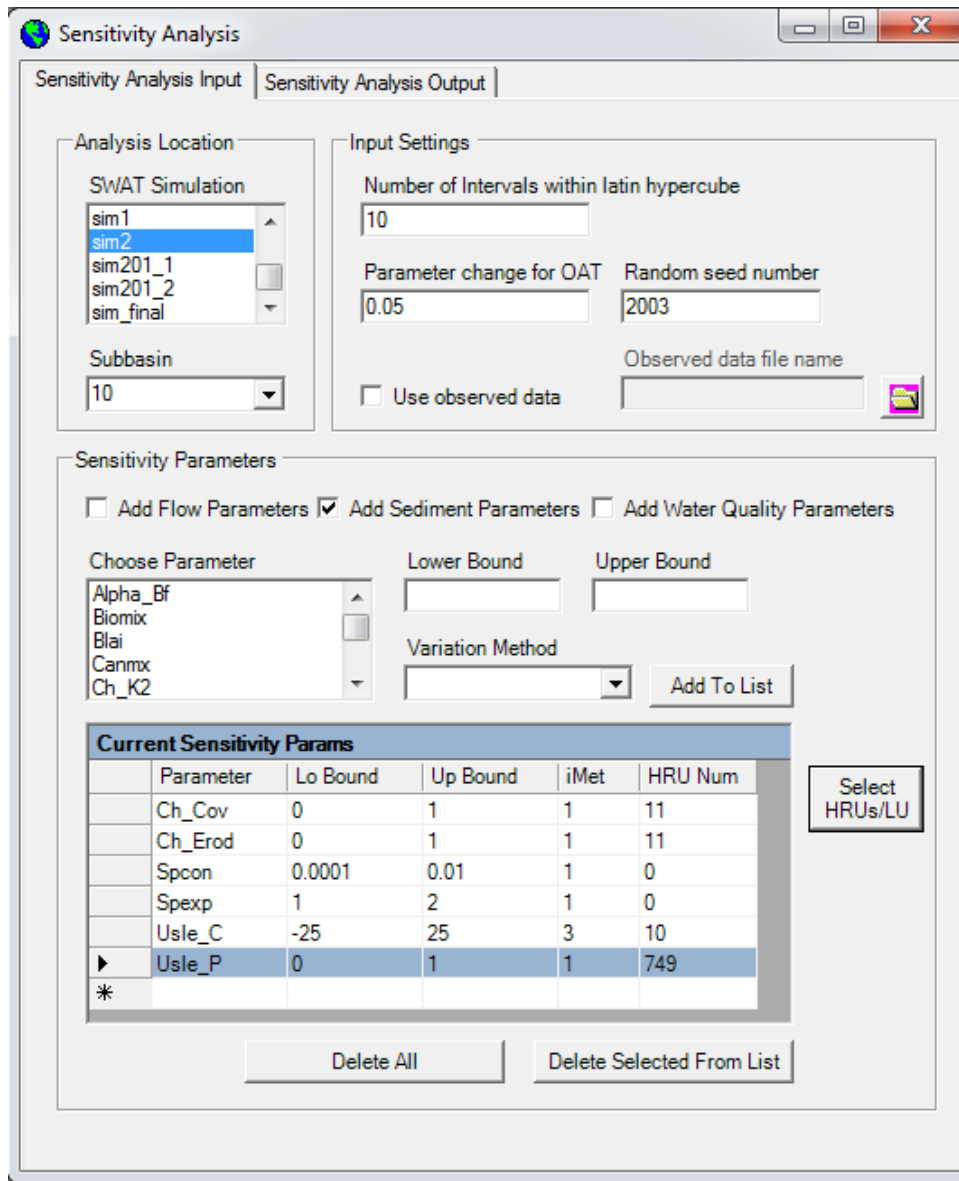 Sensitivity Analysis
Sensitivity Analysis Input
Sensitivity Analysis Output
Analysis Location
SWAT Simulation
sim1
sim2
sim201_1
sim201_2
sim_final
Subbasin
10
Input Settings
Number of Intervals within latin hypercube
10
Parameter change for OAT
Random seed number
0.05
2003
Observed data file name
Use observed data
Sensitivity Parameters
Add Flow Parameters
Add Sediment Parameters
Add Water Quality Parameters
Choose Parameter
Lower Bound
Upper Bound
Alpha_Bf
Biomix
Blai
Canmx
Ch_K2
Variation Method
Add To List
Current Sensitivity Params
Parameter Lo Bound Up Bound iMet HRU Num
Ch_Cov 0 1 1 11
Ch_Erod 0 1 1 11
Spcon 0.0001 0.01 1 0
Spexp 1 2 1 0
Usle_C -25 25 3 10
Usle_P 0 1 1 749
Select
HRUs/LU
Delete All
Delete Selected From List